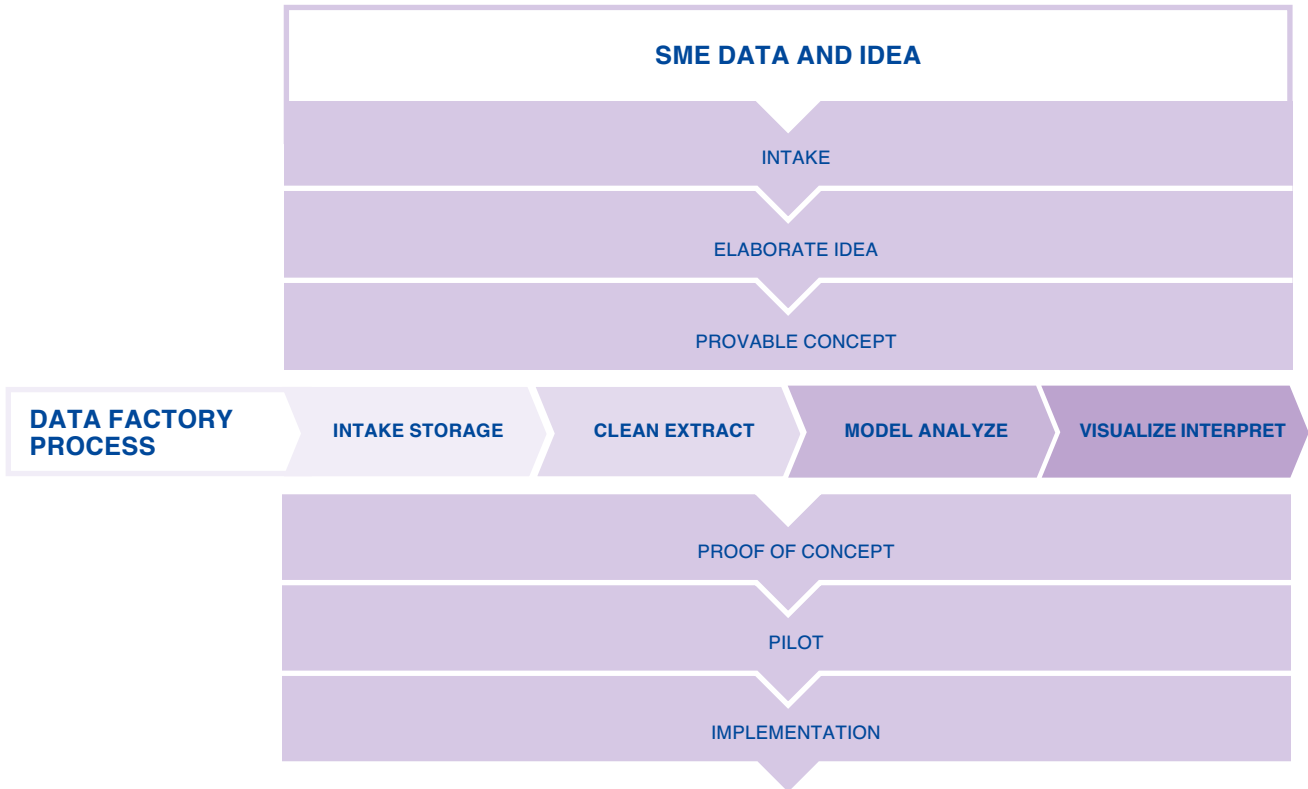 SME DATA AND IDEA
INTAKE
ELABORATE IDEA
PROVABLE CONCEPT
DATA FACTORY
PROCESS
INTAKE STORAGE
CLEAN EXTRACT
MODEL ANALYZE
VISUALIZE INTERPRET
PROOF OF CONCEPT
PILOT
IMPLEMENTATION